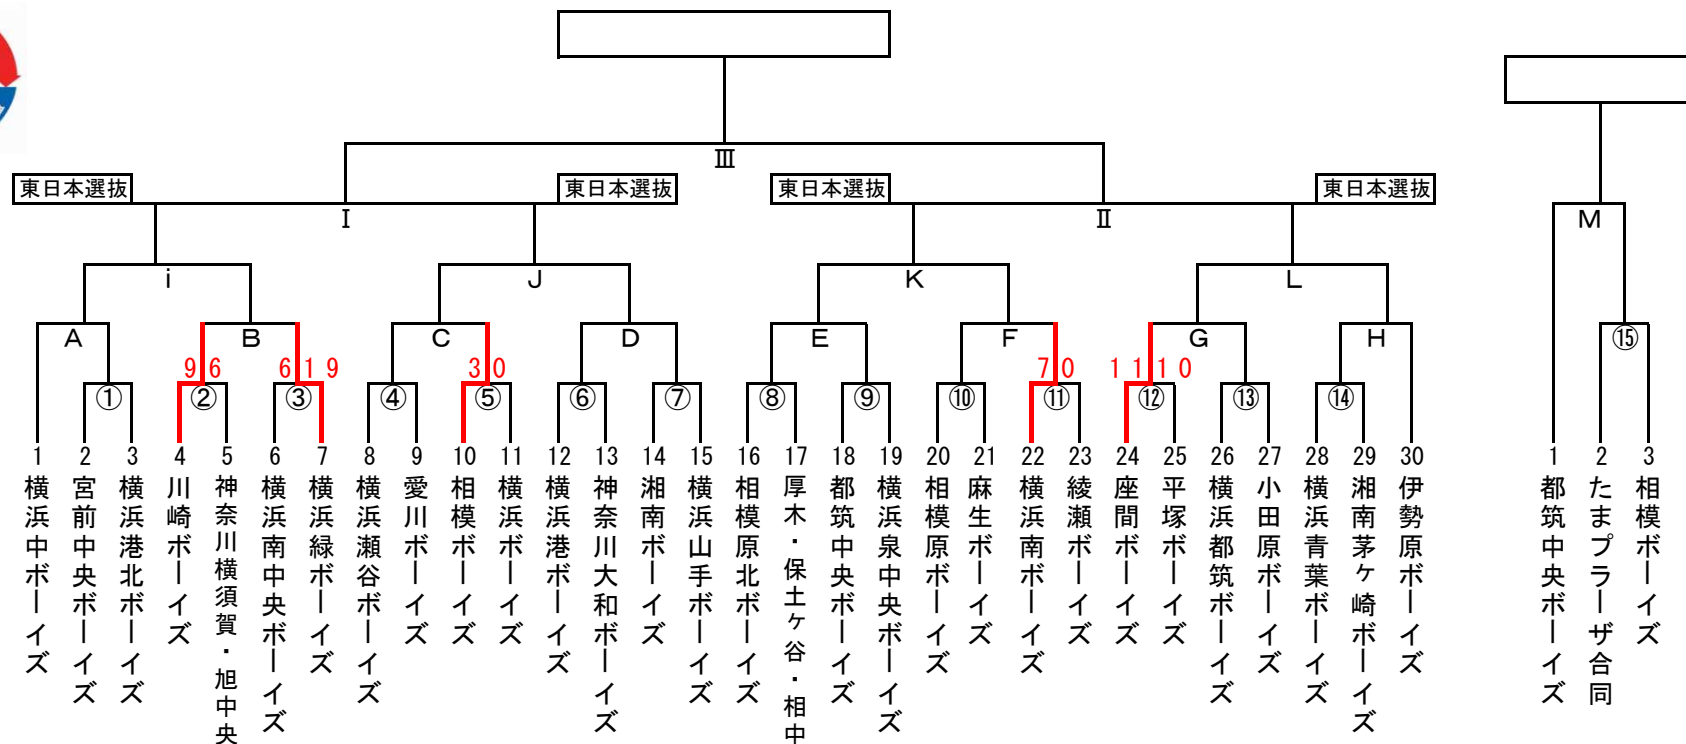 Ⅲ
東日本選抜 東日本選抜 東日本選抜 東日本選抜
Ⅰ Ⅱ M
i J K L
A B C D E F G H ⑮
9 6 6 1 9 3 0 7 0 1 1 1 0
① ② ③ ④ ⑤ ⑥ ⑦ ⑧ ⑨ ⑩ ⑪ ⑫ ⑬ ⑭
1 横浜中ボーイズ
2 宮前中央ボーイズ
3 横浜港北ボーイズ
4 川崎ボーイズ
5 神奈川横須賀・旭中央
6 横浜南中央ボーイズ
7 横浜緑ボーイズ
8 横浜瀬谷ボーイズ
9 愛川ボーイズ
10 相模ボーイズ
11 横浜ボーイズ
12 横浜港ボーイズ
13 神奈川大和ボーイズ
14 湘南ボーイズ
15 横浜山手ボーイズ
16 相模原北ボーイズ
17 厚木・保土ヶ谷・相中
18 都筑中央ボーイズ
19 横浜泉中央ボーイズ
20 相模原ボーイズ
21 麻生ボーイズ
22 横浜南ボーイズ
23 綾瀬ボーイズ
24 座間ボーイズ
25 平塚ボーイズ
26 横浜都筑ボーイズ
27 小田原ボーイズ
28 横浜青葉ボーイズ
29 湘南茅ヶ崎ボーイズ
30 伊勢原ボーイズ
1 都筑中央ボーイズ
2 たまプラーザ合同
3 相模ボーイズ